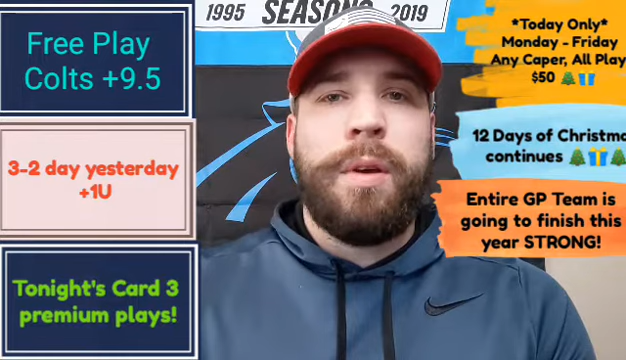 1995 SEASONS 2019
Free Play
Colts +9.5
3-2 day yesterday
+1U
Tonight's Card 3
premium plays!
*Today Only*
Monday - Friday
Any Caper, All Play
$50 🎄🎁
12 Days of Christma
continues 🎄🎁🎄
Entire GP Team is
going to finish this
year STRONG!